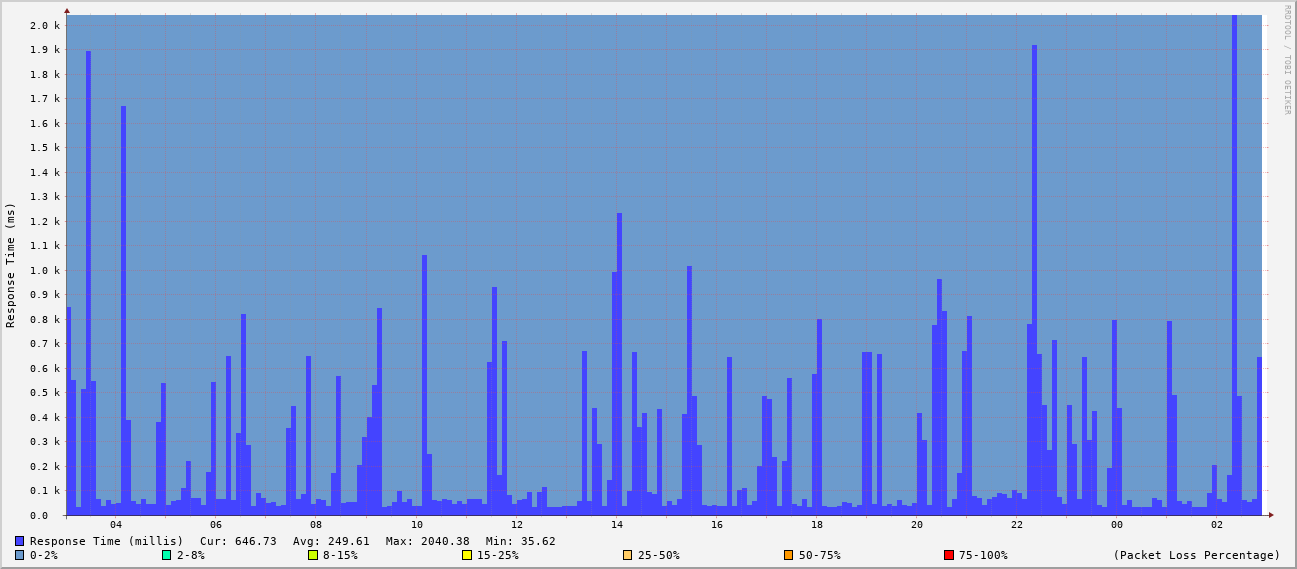 RRDTOOL / TOBI OETIKER
Response Time (ms)
2.0 k
1.9 k
1.8 k
1.7 k
1.6 k
1.5 k
1.4 k
1.3 k
1.2 k
1.1 k
1.0 k
0.9 k
0.8 k
0.7 k
0.6 k
0.5 k
0.4 k
0.3 k
0.2 k
0.1 k
0.0
04 06 08 10 12 14 16 18 20 22 00 02
Response Time (millis) Cur: 646.73 Avg: 249.61 Max: 2040.38 Min: 35.62
0-2% 2-8% 8-15% 15-25% 25-50% 50-75% 75-100% (Packet Loss Percentage)